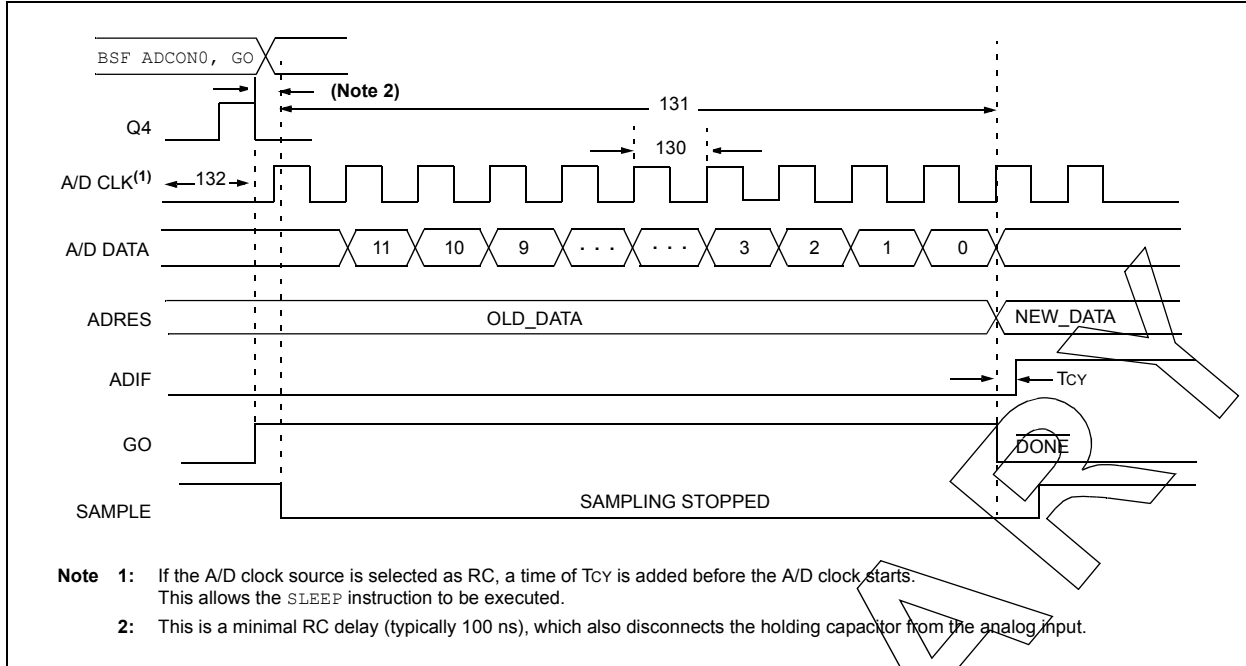 BSF ADCON0, GO
(Note 2)
131
Q4
130
A/D CLK(1)
132
A/D DATA
11 10 9 . . . . . . 3 2 1 0
ADRES
OLD_DATA
NEW_DATA
ADIF
TCY
GO
DONE
SAMPLE
SAMPLING STOPPED
Note 1: If the A/D clock source is selected as RC, a time of TCY is added before the A/D clock starts.
This allows the SLEEP instruction to be executed.
2: This is a minimal RC delay (typically 100 ns), which also disconnects the holding capacitor from the analog input.